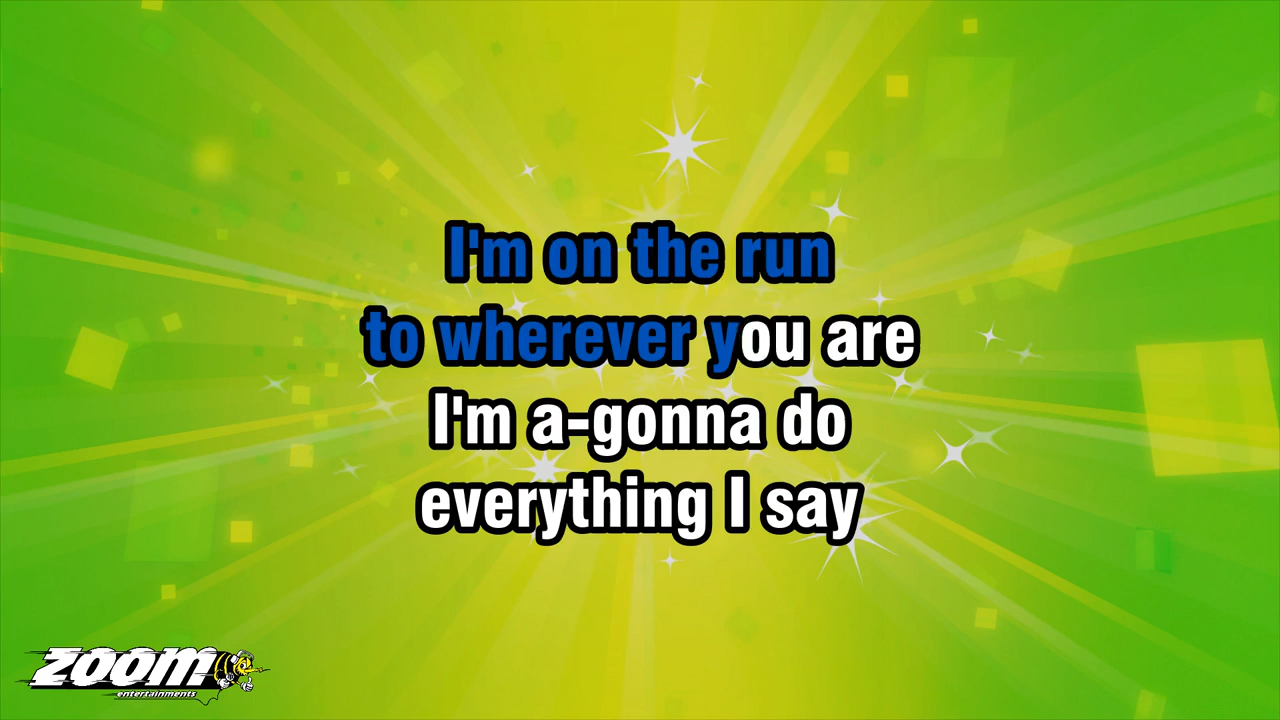 I'm on the run
to wherever you are
I'm a-gonna do
everything I say
ZOOM
entertainments